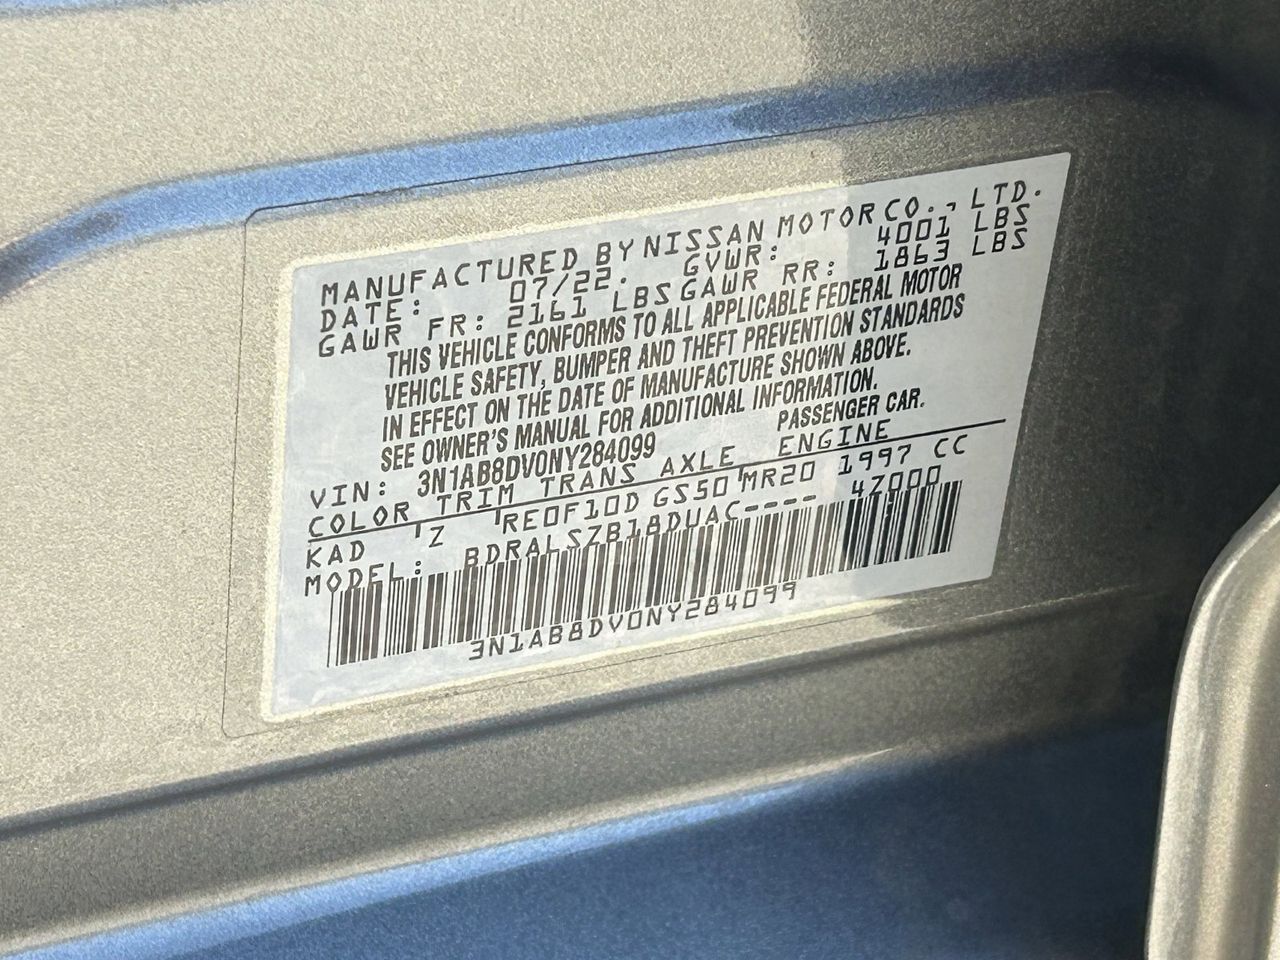 MANUFACTURED BY NISSAN MOTOR CO., LTD.
DATE: 07/22. GVWR: 4001 LBS
GAWR FR: 2161 LBS GAWR RR: 1863 LBS
THIS VEHICLE CONFORMS TO ALL APPLICABLE FEDERAL MOTOR
VEHICLE SAFETY, BUMPER AND THEFT PREVENTION STANDARDS
IN EFFECT ON THE DATE OF MANUFACTURE SHOWN ABOVE.
SEE OWNER'S MANUAL FOR ADDITIONAL INFORMATION.
VIN: 3N1AB8DV0NY284099 PASSENGER CAR.
COLOR TRIM TRANS AXLE ENGINE
KAD Z RE0F10D GS50 MR20 1997 CC
MODEL: BDRALSZB18DUAC---- 47000
3N1AB8DV0NY284099